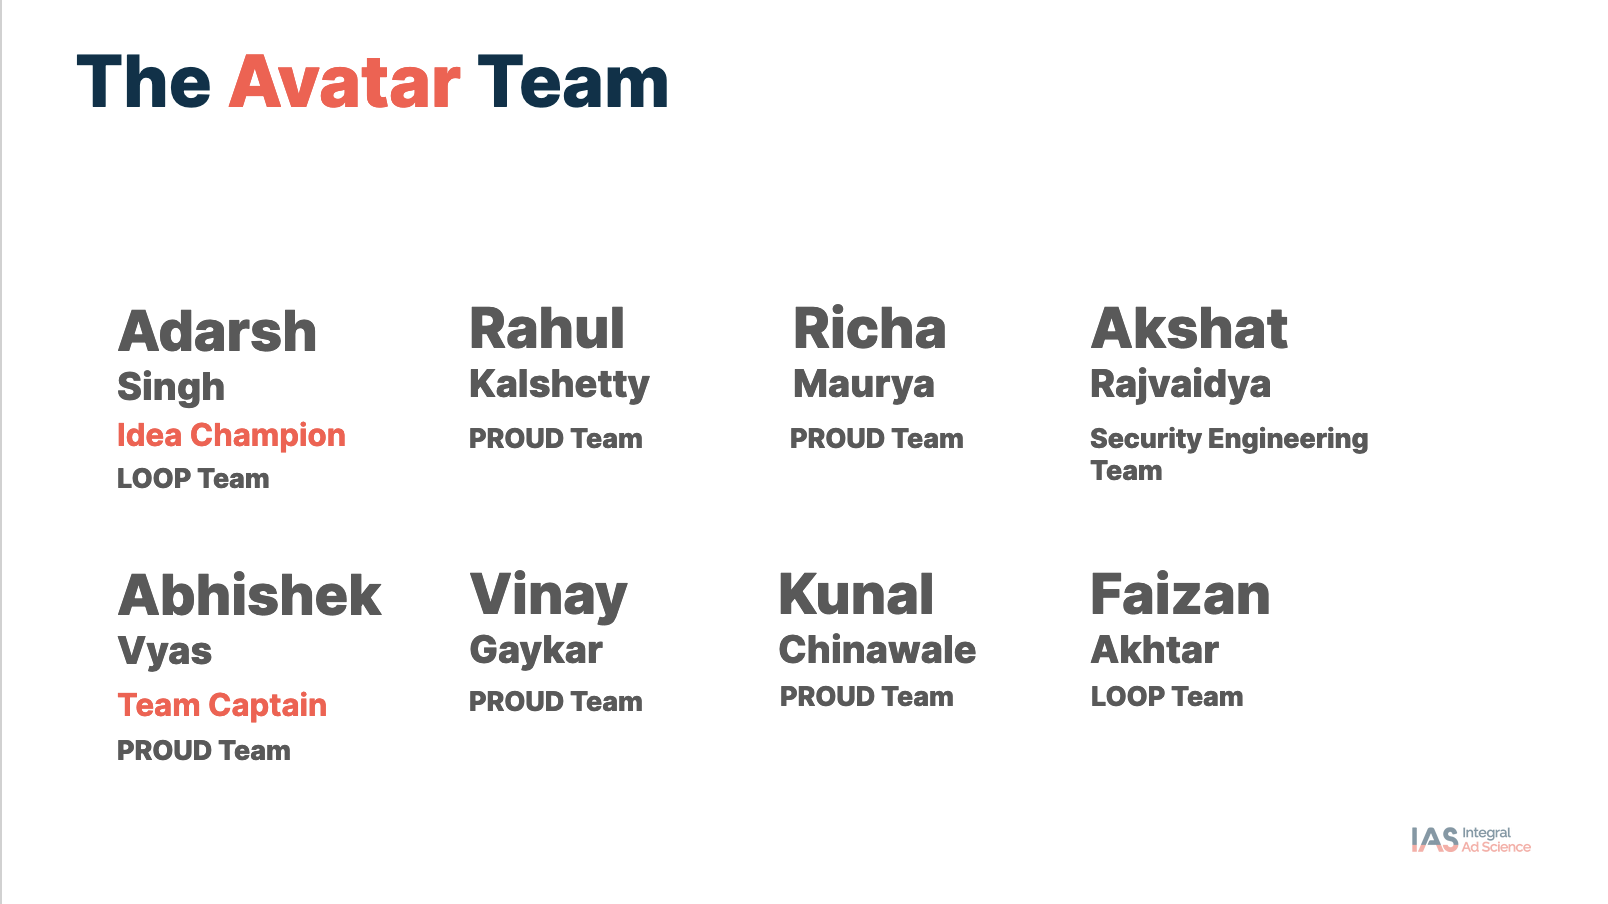 The Avatar Team
Adarsh
Singh
Idea Champion
LOOP Team
Rahul
Kalshetty
PROUD Team
Richa
Maurya
PROUD Team
Akshat
Rajvaidya
Security Engineering
Team
Abhishek
Vyas
Team Captain
PROUD Team
Vinay
Gaykar
PROUD Team
Kunal
Chinawale
PROUD Team
Faizan
Akhtar
LOOP Team
IAS Integral
Ad Science